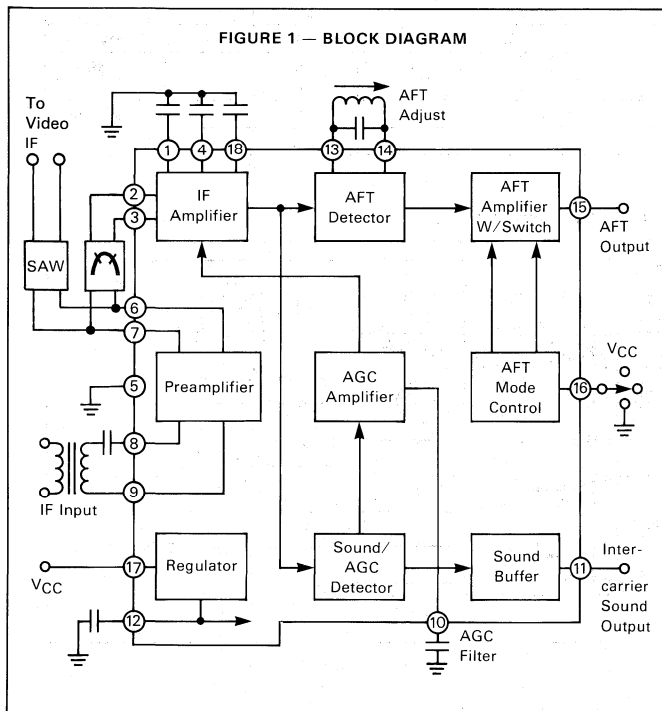 FIGURE 1 — BLOCK DIAGRAM
To
Video
IF
AFT
Adjust
1
4
18
13
14
2
3
IF
Amplifier
AFT
Detector
AFT
Amplifier
W/Switch
15
AFT
Output
SAW
6
7
5
Preamplifier
AGC
Amplifier
AFT
Mode
Control
16
VCC
8
9
IF Input
VCC
17
Regulator
Sound/
AGC
Detector
Sound
Buffer
11
Inter-
carrier
Sound
Output
12
10
AGC
Filter